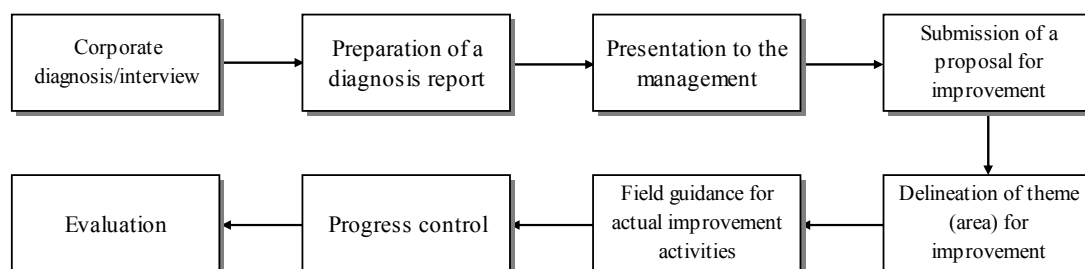 Corporate
diagnosis/interview
Preparation of a
diagnosis report
Presentation to the
management
Submission of a
proposal for
improvement
Delineation of theme
(area) for
improvement
Field guidance for
actual improvement
activities
Progress control
Evaluation